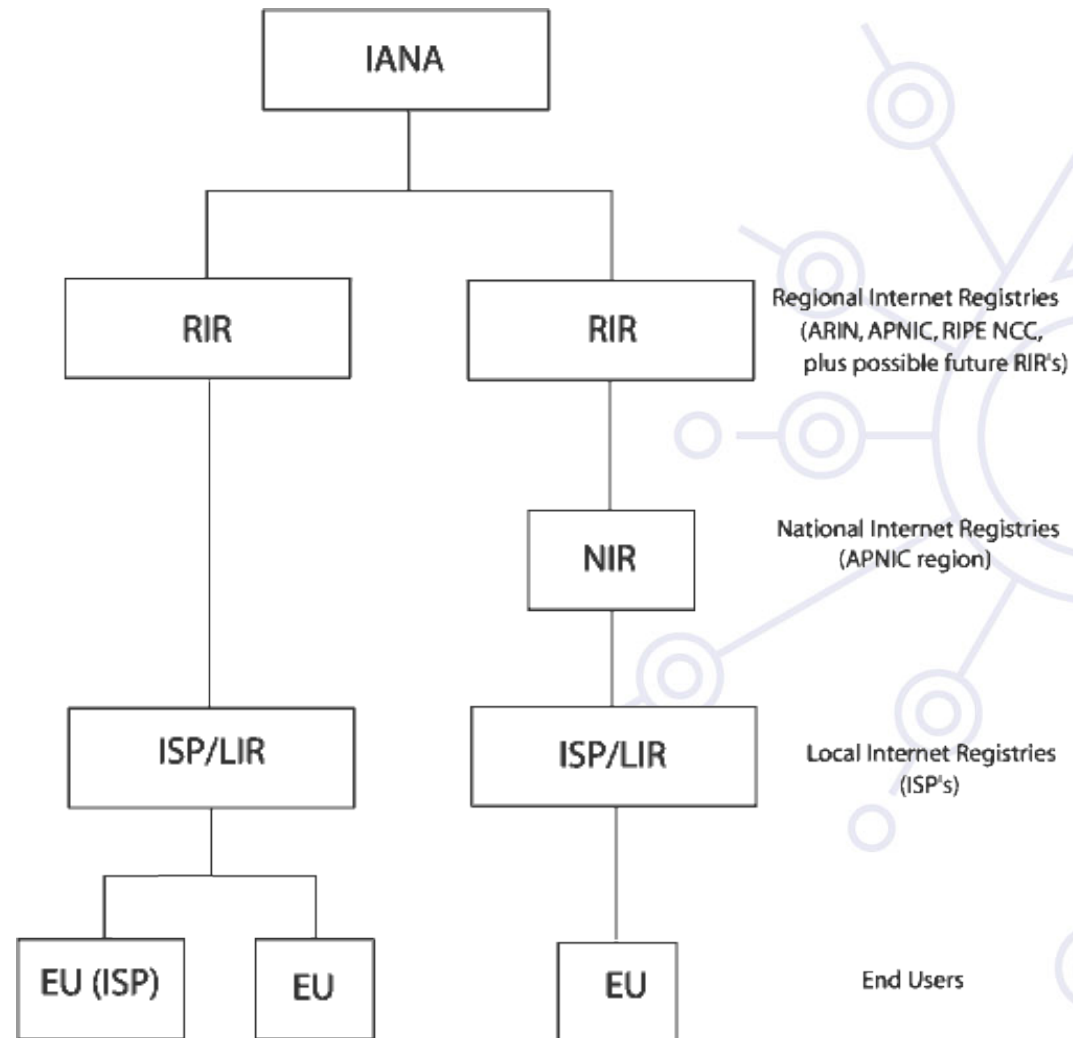 IANA
RIR
RIR
Regional Internet Registries
(ARIN, APNIC, RIPE NCC,
plus possible future RIR's)
NIR
National Internet Registries
(APNIC region)
ISP/LIR
ISP/LIR
Local Internet Registries
(ISP's)
EU (ISP)
EU
EU
End Users